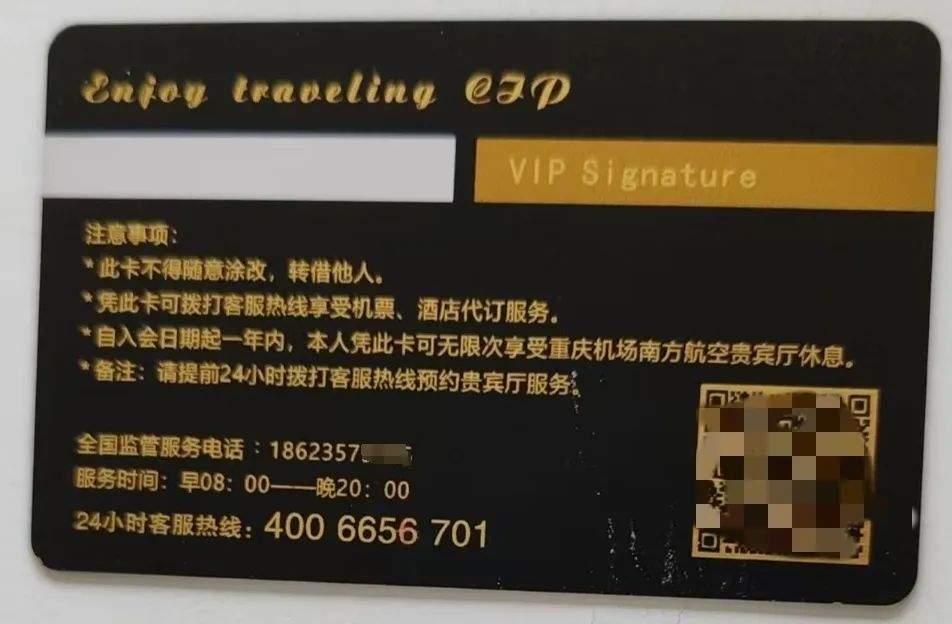 Enjoy traveling CIP
VIP Signature
注意事项：
*此卡不得随意涂改，转借他人。
*凭此卡可拨打客服热线享受机票、酒店代订服务。
*自入会日期起一年内，本人凭此卡可无限次享受重庆机场南方航空贵宾厅休息。
*备注：请提前24小时拨打客服热线预约贵宾厅服务。
全国监管服务电话：1862357
服务时间：早08：00——晚20：00
24小时客服热线：400 6656 701